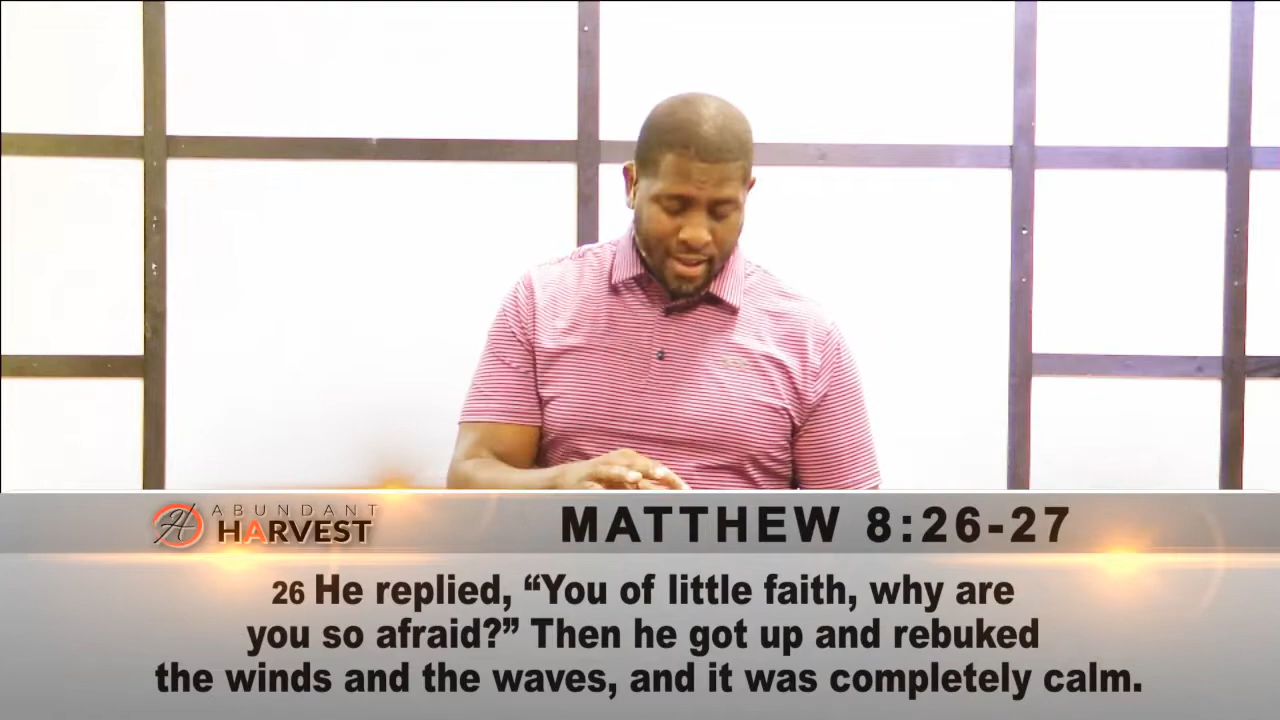 ABUNDANT
HARVEST
MATTHEW 8:26-27
26 He replied, “You of little faith, why are
you so afraid?” Then he got up and rebuked
the winds and the waves, and it was completely calm.